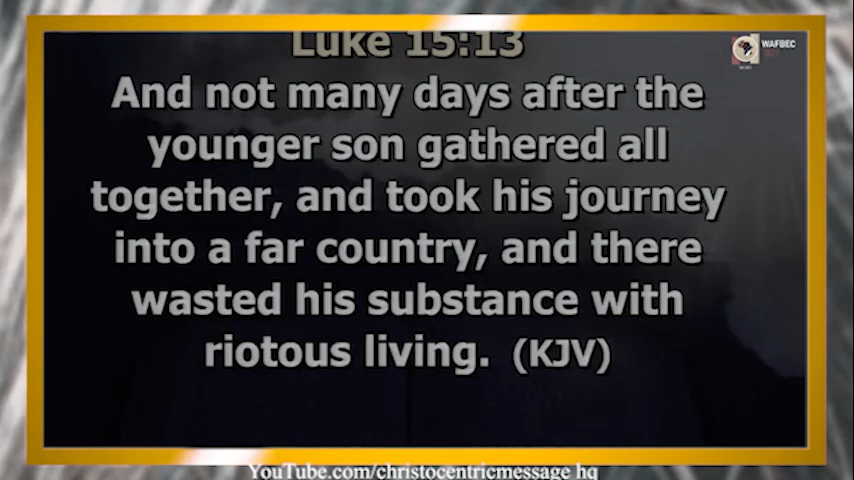 Luke 15:13
WAFBEC
And not many days after the
younger son gathered all
together, and took his journey
into a far country, and there
wasted his substance with
riotous living. (KJV)
YouTube.com/christocentricmessage hq